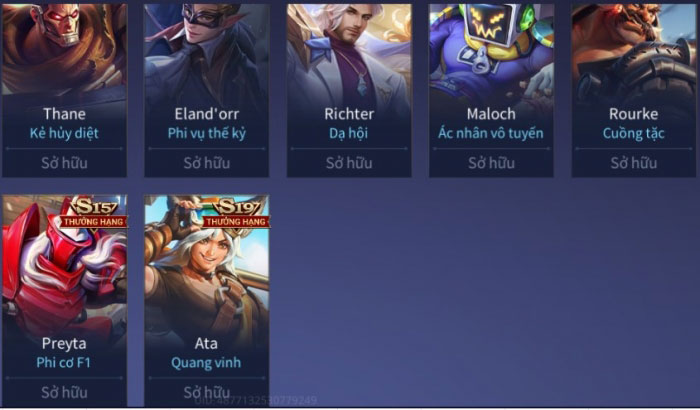 Thane
Kẻ hủy diệt
Sở hữu
Eland'orr
Phi vụ thế kỷ
Sở hữu
Richter
Dạ hội
Sở hữu
Maloch
Ác nhân vô tuyến
Sở hữu
Rourke
Cuồng tặc
Sở hữu
S15
THƯỞNG HẠNG
Preyta
Phi cơ F1
Sở hữu
S19
THƯỞNG HẠNG
Ata
Quang vinh
Sở hữu
UID: 4877132530779249